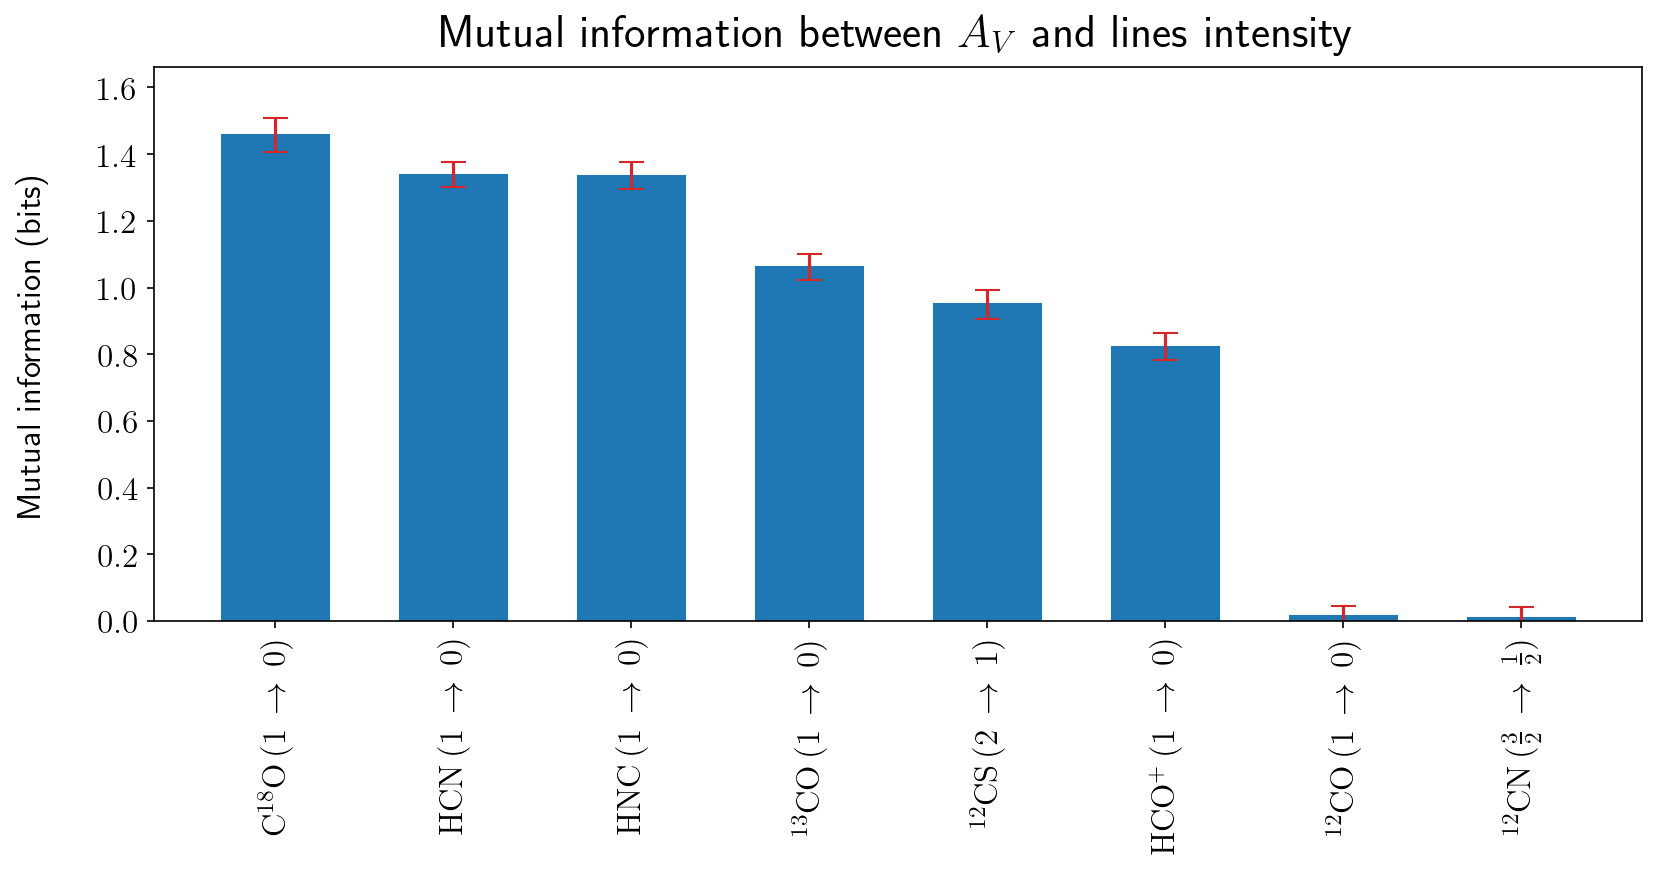 Mutual information between A_V and lines intensity
Mutual information (bits)
1.6
1.4
1.2
1.0
0.8
0.6
0.4
0.2
0.0
C¹⁸O (1 → 0)
HCN (1 → 0)
HNC (1 → 0)
¹³CO (1 → 0)
¹²CS (2 → 1)
HCO⁺ (1 → 0)
¹²CO (1 → 0)
¹²CN (3/2 → 1/2)